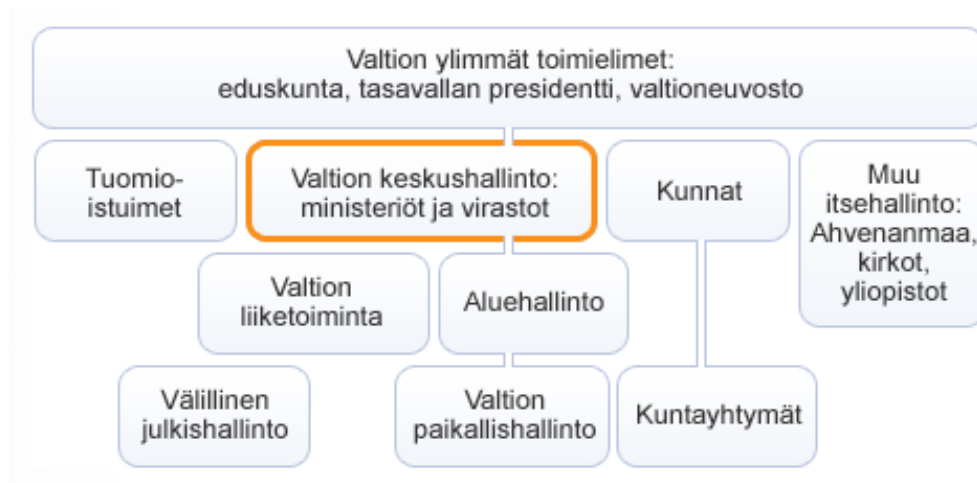 Valtion ylimmät toimielimet:
eduskunta, tasavallan presidentti, valtioneuvosto
Tuomio-
istuimet
Valtion keskushallinto:
ministeriöt ja virastot
Kunnat
Muu
itsehallinto:
Ahvenanmaa,
kirkot,
yliopistot
Valtion
liiketoiminta
Aluehallinto
Välillinen
julkishallinto
Valtion
paikallishallinto
Kuntayhtymät